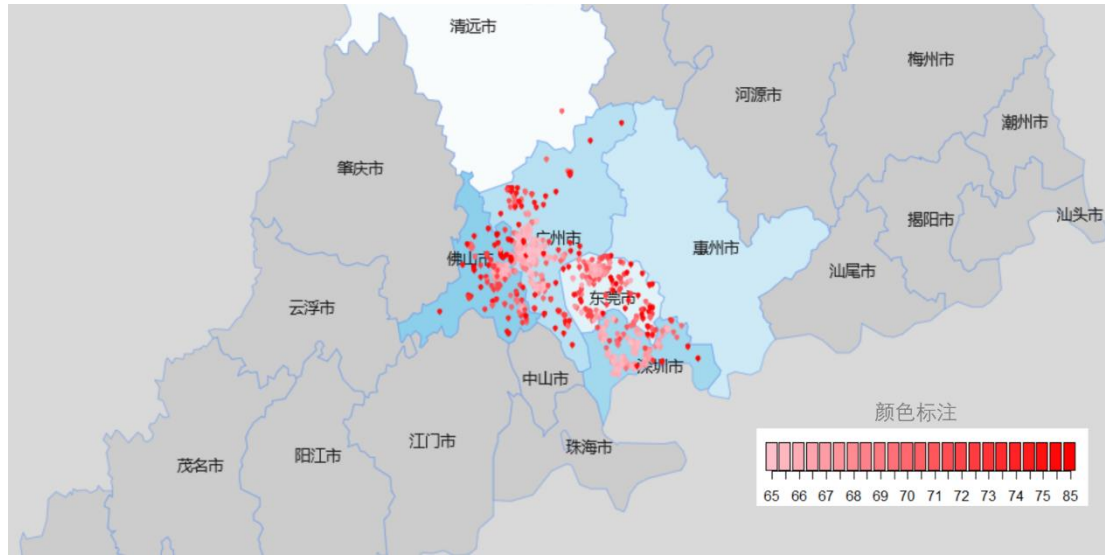 清远市
梅州市
河源市
潮州市
肇庆市
揭阳市
汕头市
广州市
惠州市
佛山市
汕尾市
东莞市
云浮市
深圳市
中山市
颜色标注
江门市
珠海市
阳江市
茂名市
65 66 67 68 69 70 71 72 73 74 75 85